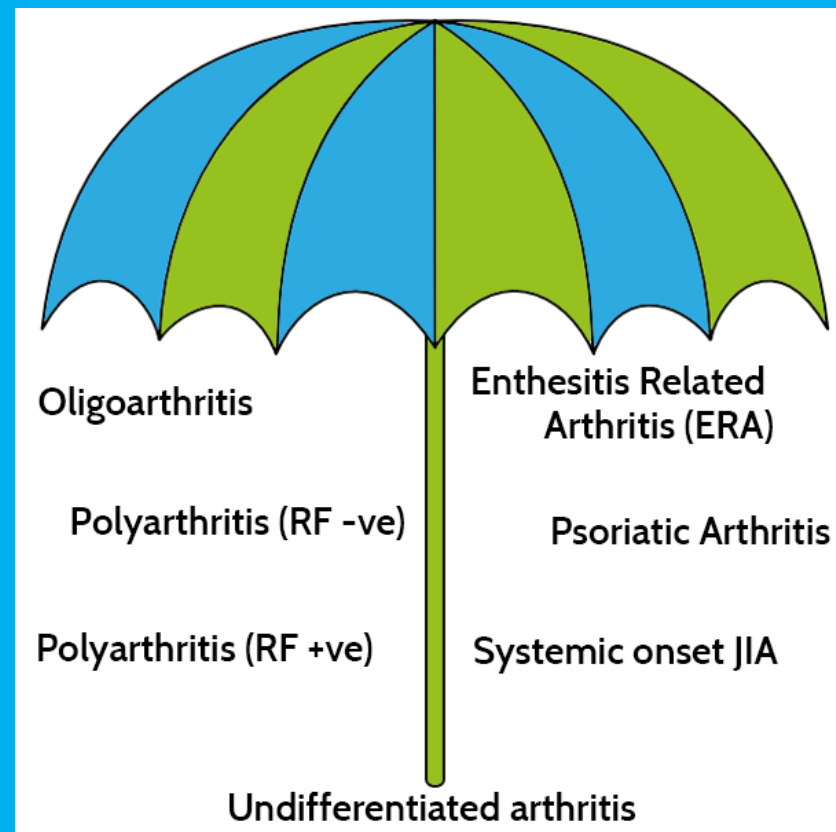 Oligoarthritis
Polyarthritis (RF -ve)
Polyarthritis (RF +ve)
Enthesitis Related
Arthritis (ERA)
Psoriatic Arthritis
Systemic onset JIA
Undifferentiated arthritis